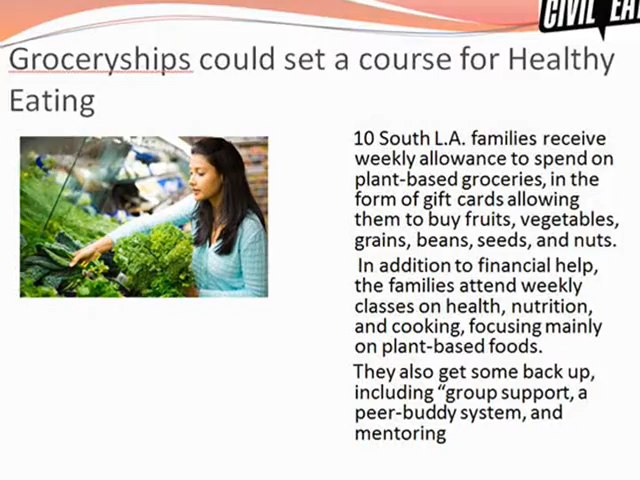 CIVIL EAT
Groceryships could set a course for Healthy
Eating
10 South L.A. families receive
weekly allowance to spend on
plant-based groceries, in the
form of gift cards allowing
them to buy fruits, vegetables,
grains, beans, seeds, and nuts.
In addition to financial help,
the families attend weekly
classes on health, nutrition,
and cooking, focusing mainly
on plant-based foods.
They also get some back up,
including “group support, a
peer-buddy system, and
mentoring